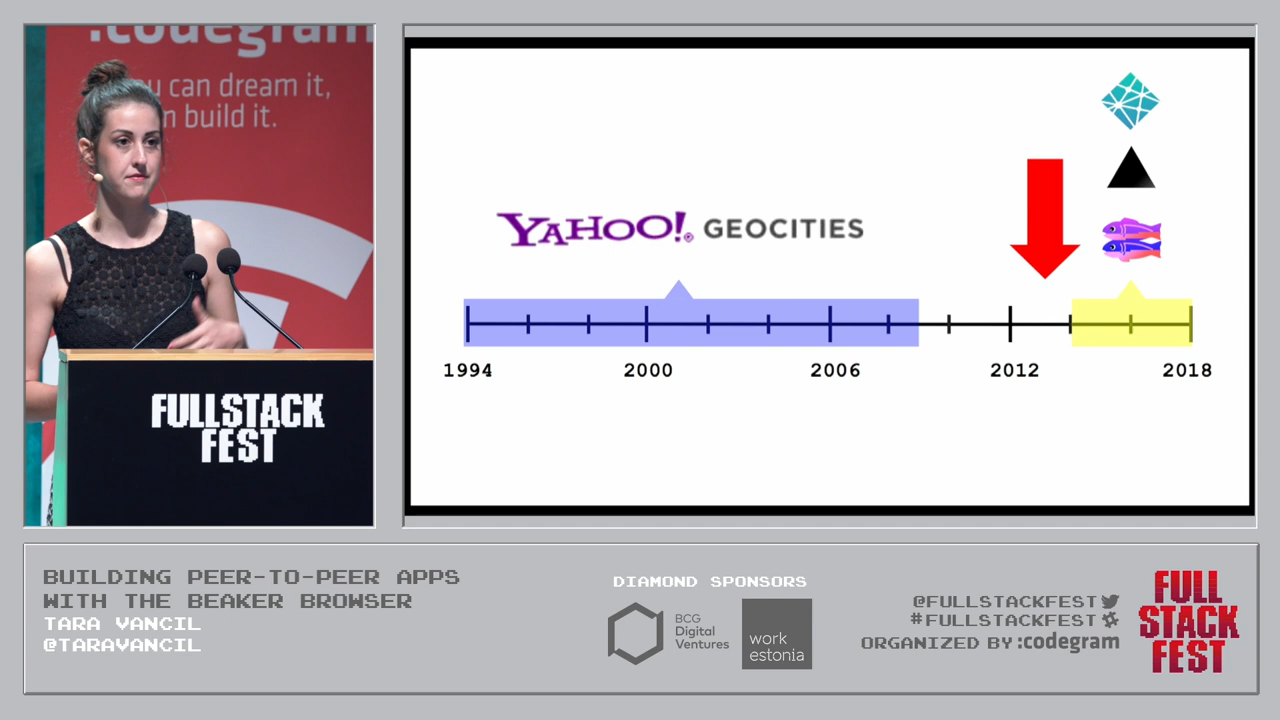 :codegram
you can dream it,
can build it.
FULLSTACK
FEST
YAHOO! GEOCITIES
1994
2000
2006
2012
2018
BUILDING PEER-TO-PEER APPS
WITH THE BEAKER BROWSER
TARA VANCIL
@TARAVANCIL
DIAMOND SPONSORS
BCG
Digital
Ventures
work
estonia
@FULLSTACKFEST
#FULLSTACKFEST
ORGANIZED BY :codegram
FULL
STACK
FEST